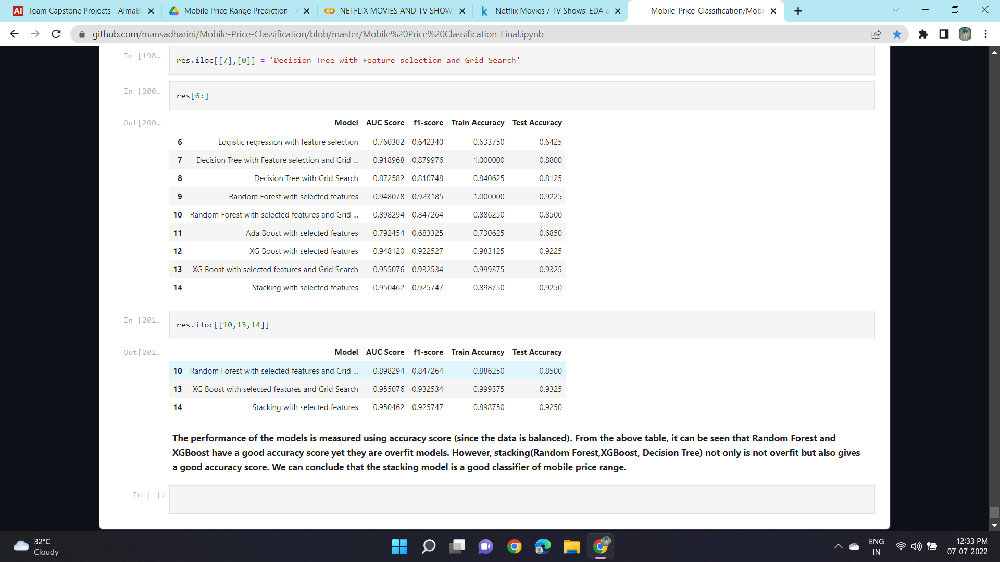 Team Capstone Projects - AlmaBe
Mobile Price Range Prediction - A
NETFLIX MOVIES AND TV SHOWS
Netflix Movies / TV Shows: EDA a
Mobile-Price-Classification/Mobil
github.com/mansadharini/Mobile-Price-Classification/blob/master/Mobile%20Price%20Classification_Final.ipynb
In [198… res.iloc[[7],[0]] = 'Decision Tree with Feature selection and Grid Search'
In [200… res[6:]
Out[200… Model AUC Score f1-score Train Accuracy Test Accuracy
6 Logistic regression with feature selection 0.760302 0.642340 0.633750 0.6425
7 Decision Tree with Feature selection and Grid ... 0.918968 0.879976 1.000000 0.8800
8 Decision Tree with Grid Search 0.872582 0.810748 0.840625 0.8125
9 Random Forest with selected features 0.948078 0.923185 1.000000 0.9225
10 Random Forest with selected features and Grid ... 0.898294 0.847264 0.886250 0.8500
11 Ada Boost with selected features 0.792454 0.683325 0.730625 0.6850
12 XG Boost with selected features 0.948120 0.922527 0.983125 0.9225
13 XG Boost with selected features and Grid Search 0.955076 0.932534 0.999375 0.9325
14 Stacking with selected features 0.950462 0.925747 0.898750 0.9250
In [201… res.iloc[[10,13,14]]
Out[201… Model AUC Score f1-score Train Accuracy Test Accuracy
10 Random Forest with selected features and Grid ... 0.898294 0.847264 0.886250 0.8500
13 XG Boost with selected features and Grid Search 0.955076 0.932534 0.999375 0.9325
14 Stacking with selected features 0.950462 0.925747 0.898750 0.9250
The performance of the models is measured using accuracy score (since the data is balanced). From the above table, it can be seen that Random Forest and
XGBoost have a good accuracy score yet they are overfit models. However, stacking(Random Forest,XGBoost, Decision Tree) not only is not overfit but also gives
a good accuracy score. We can conclude that the stacking model is a good classifier of mobile price range.
In [ ]:
32°C
Cloudy
ENG
IN
12:33 PM
07-07-2022